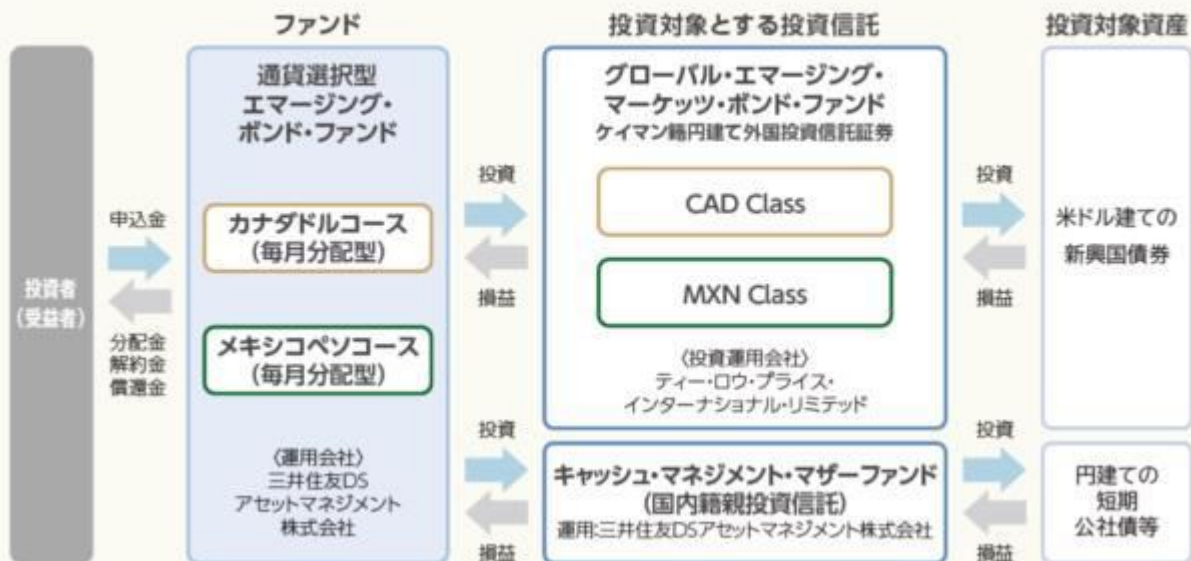 ファンド
投資対象とする投資信託
投資対象資産
投資者
（受益者）
申込金
分配金
解約金
償還金
通貨選択型
エマージング・
ボンド・ファンド
カナダドルコース
（毎月分配型）
メキシコペソコース
（毎月分配型）
〈運用会社〉
三井住友DS
アセットマネジメント
株式会社
投資
損益
投資
損益
グローバル・エマージング・
マーケッツ・ボンド・ファンド
ケイマン籍円建て外国投資信託証券
CAD Class
MXN Class
〈投資運用会社〉
ティー・ロウ・プライス・
インターナショナル・リミテッド
キャッシュ・マネジメント・マザーファンド
（国内籍親投資信託）
運用:三井住友DSアセットマネジメント株式会社
投資
損益
投資
損益
米ドル建ての
新興国債券
円建ての
短期
公社債等